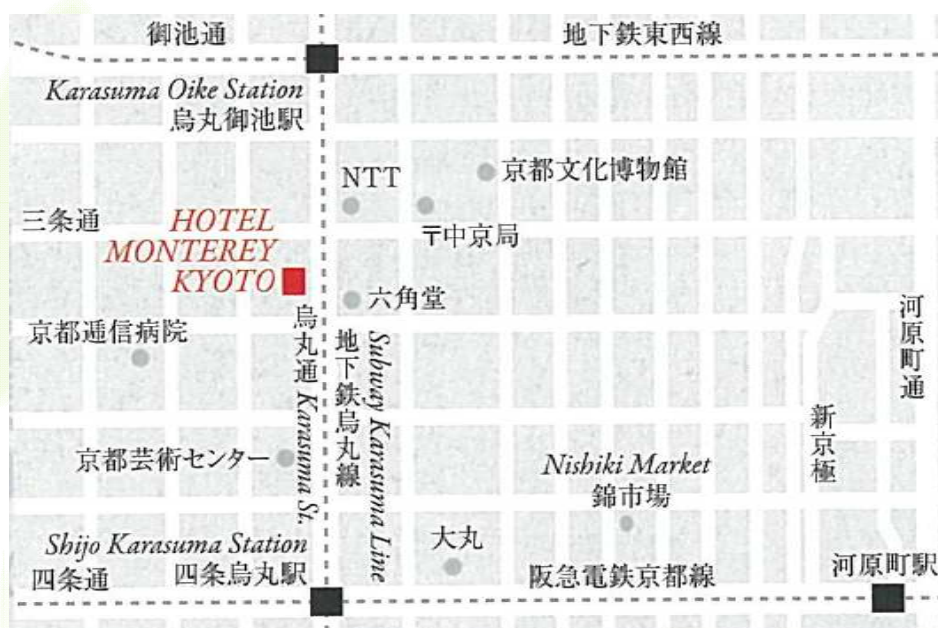 御池通
地下鉄東西線
Karasuma Oike Station
烏丸御池駅
NTT
京都文化博物館
三条通
〒中京局
HOTEL
MONTEREY
KYOTO
六角堂
京都逓信病院
烏丸通 Karasuma St.
地下鉄烏丸線
Subway Karasuma Line
河原町通
新京極
京都芸術センター
Nishiki Market
錦市場
大丸
Shijo Karasuma Station
四条通
四条烏丸駅
阪急電鉄京都線
河原町駅